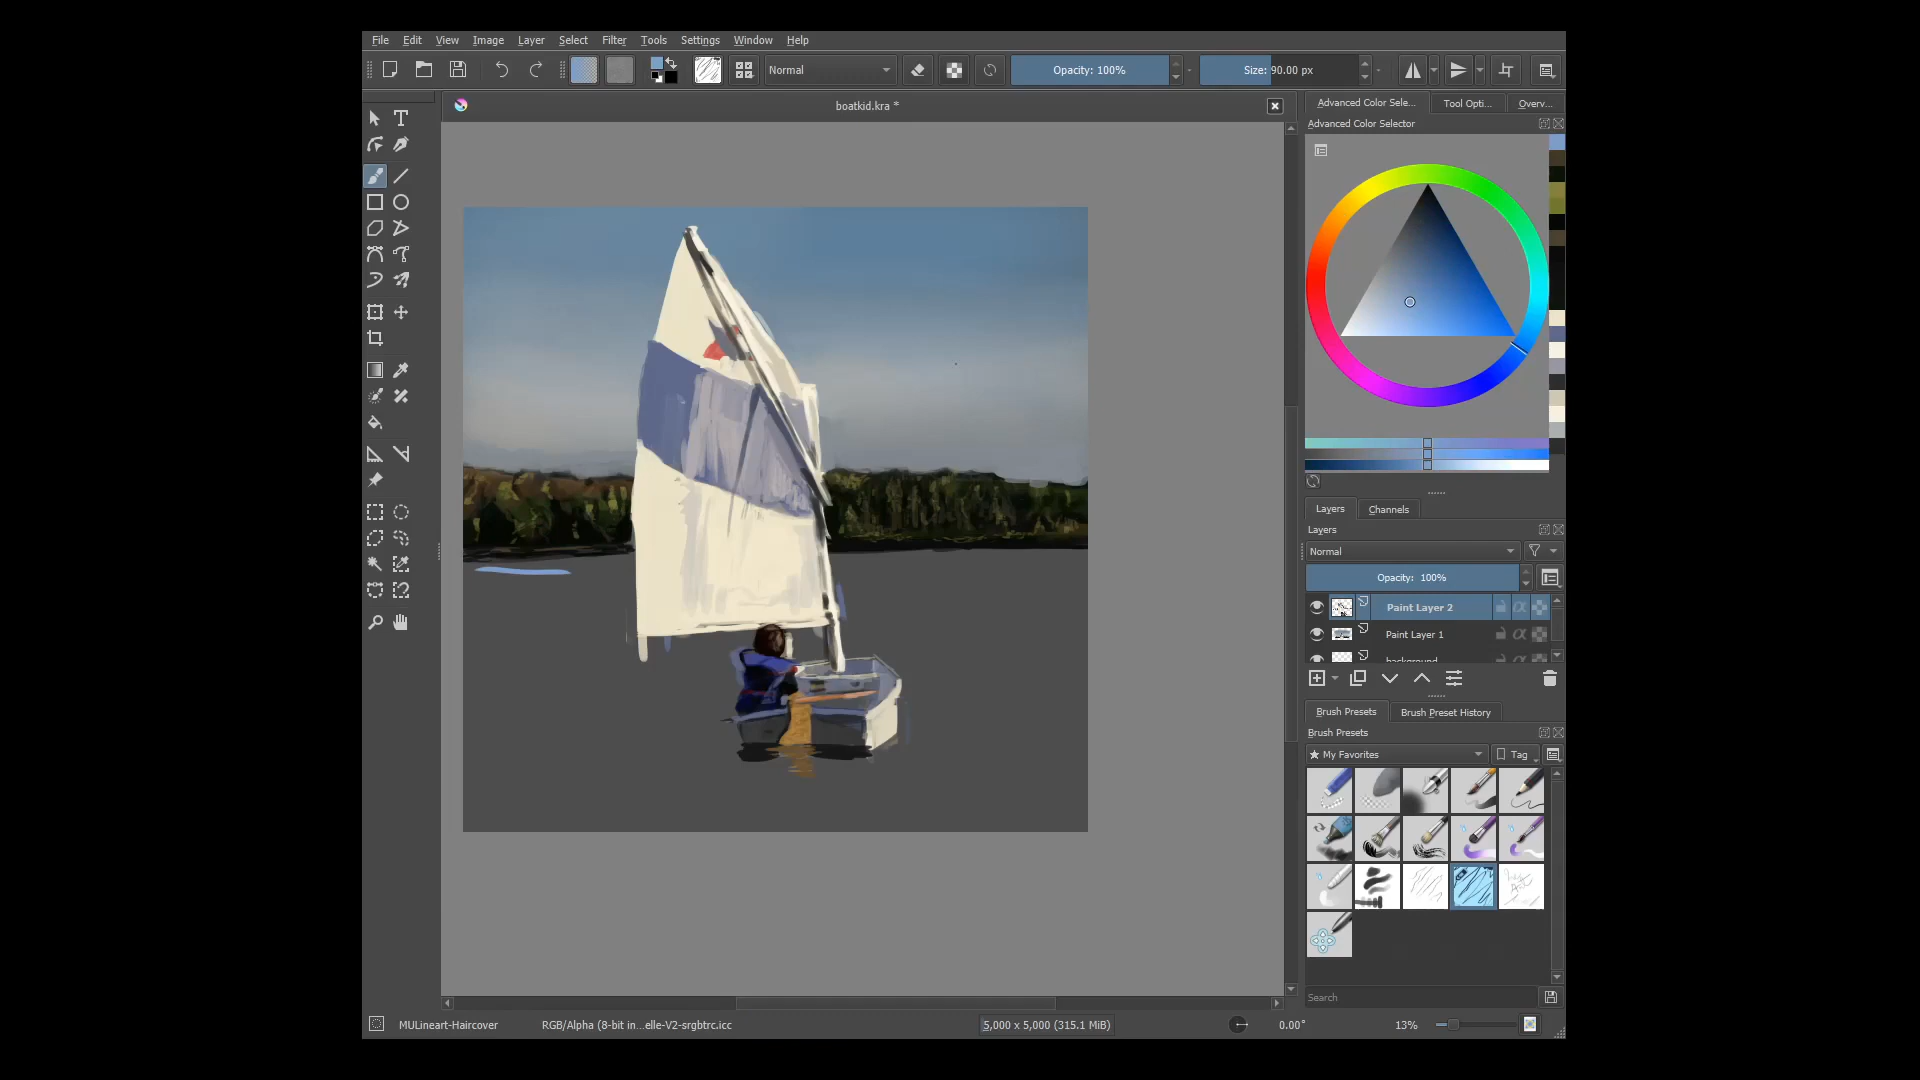 File Edit View Image Layer Select Filter Tools Settings Window Help
Normal Opacity: 100% Size: 90.00 px
boatkid.kra *
Advanced Color Sele... Tool Opti... Overv...
Advanced Color Selector
Layers Channels
Layers
Normal
Opacity: 100%
Paint Layer 2
Paint Layer 1
background
Brush Presets Brush Preset History
Brush Presets
★ My Favorites Tag
Search
MULineart-Haircover RGB/Alpha (8-bit in...elle-V2-srgbtrc.icc 5,000 x 5,000 (315.1 MiB) 0.00° 13%